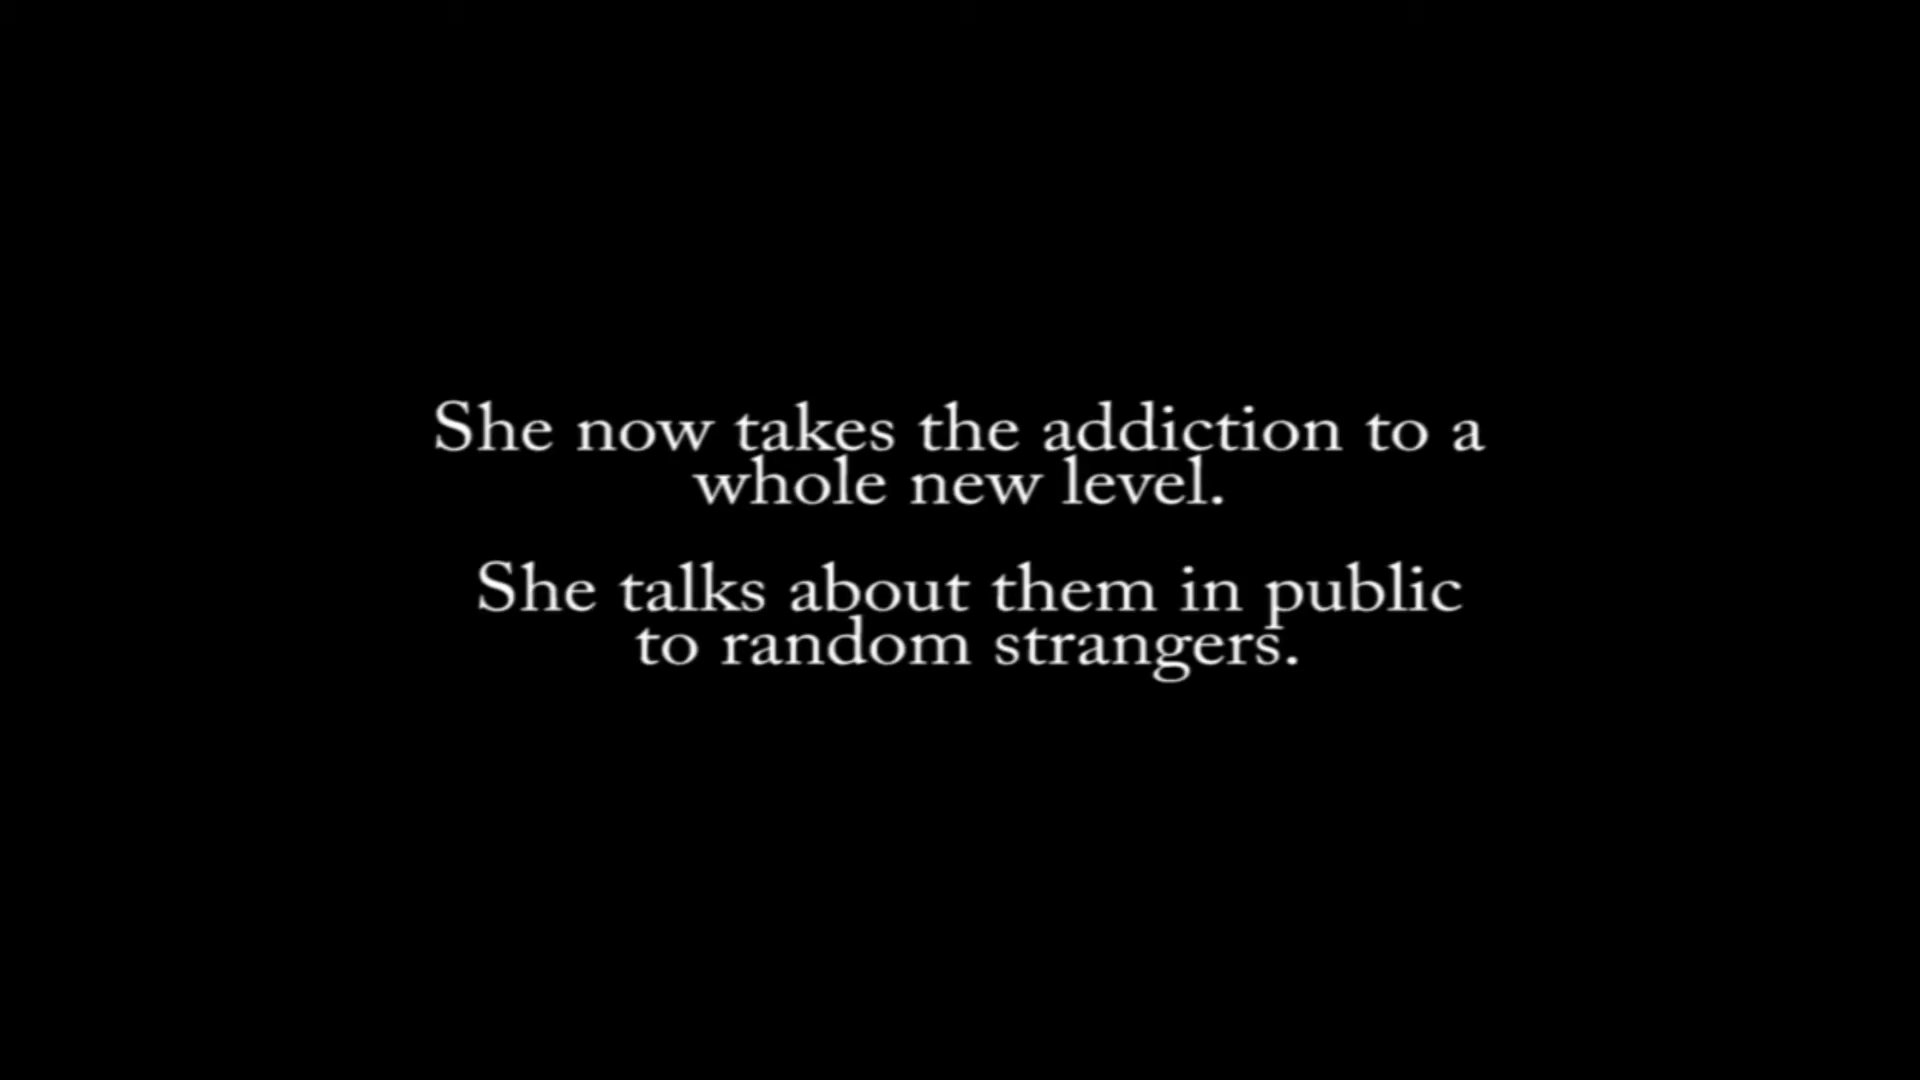 She now takes the addiction to a
whole new level.
She talks about them in public
to random strangers.